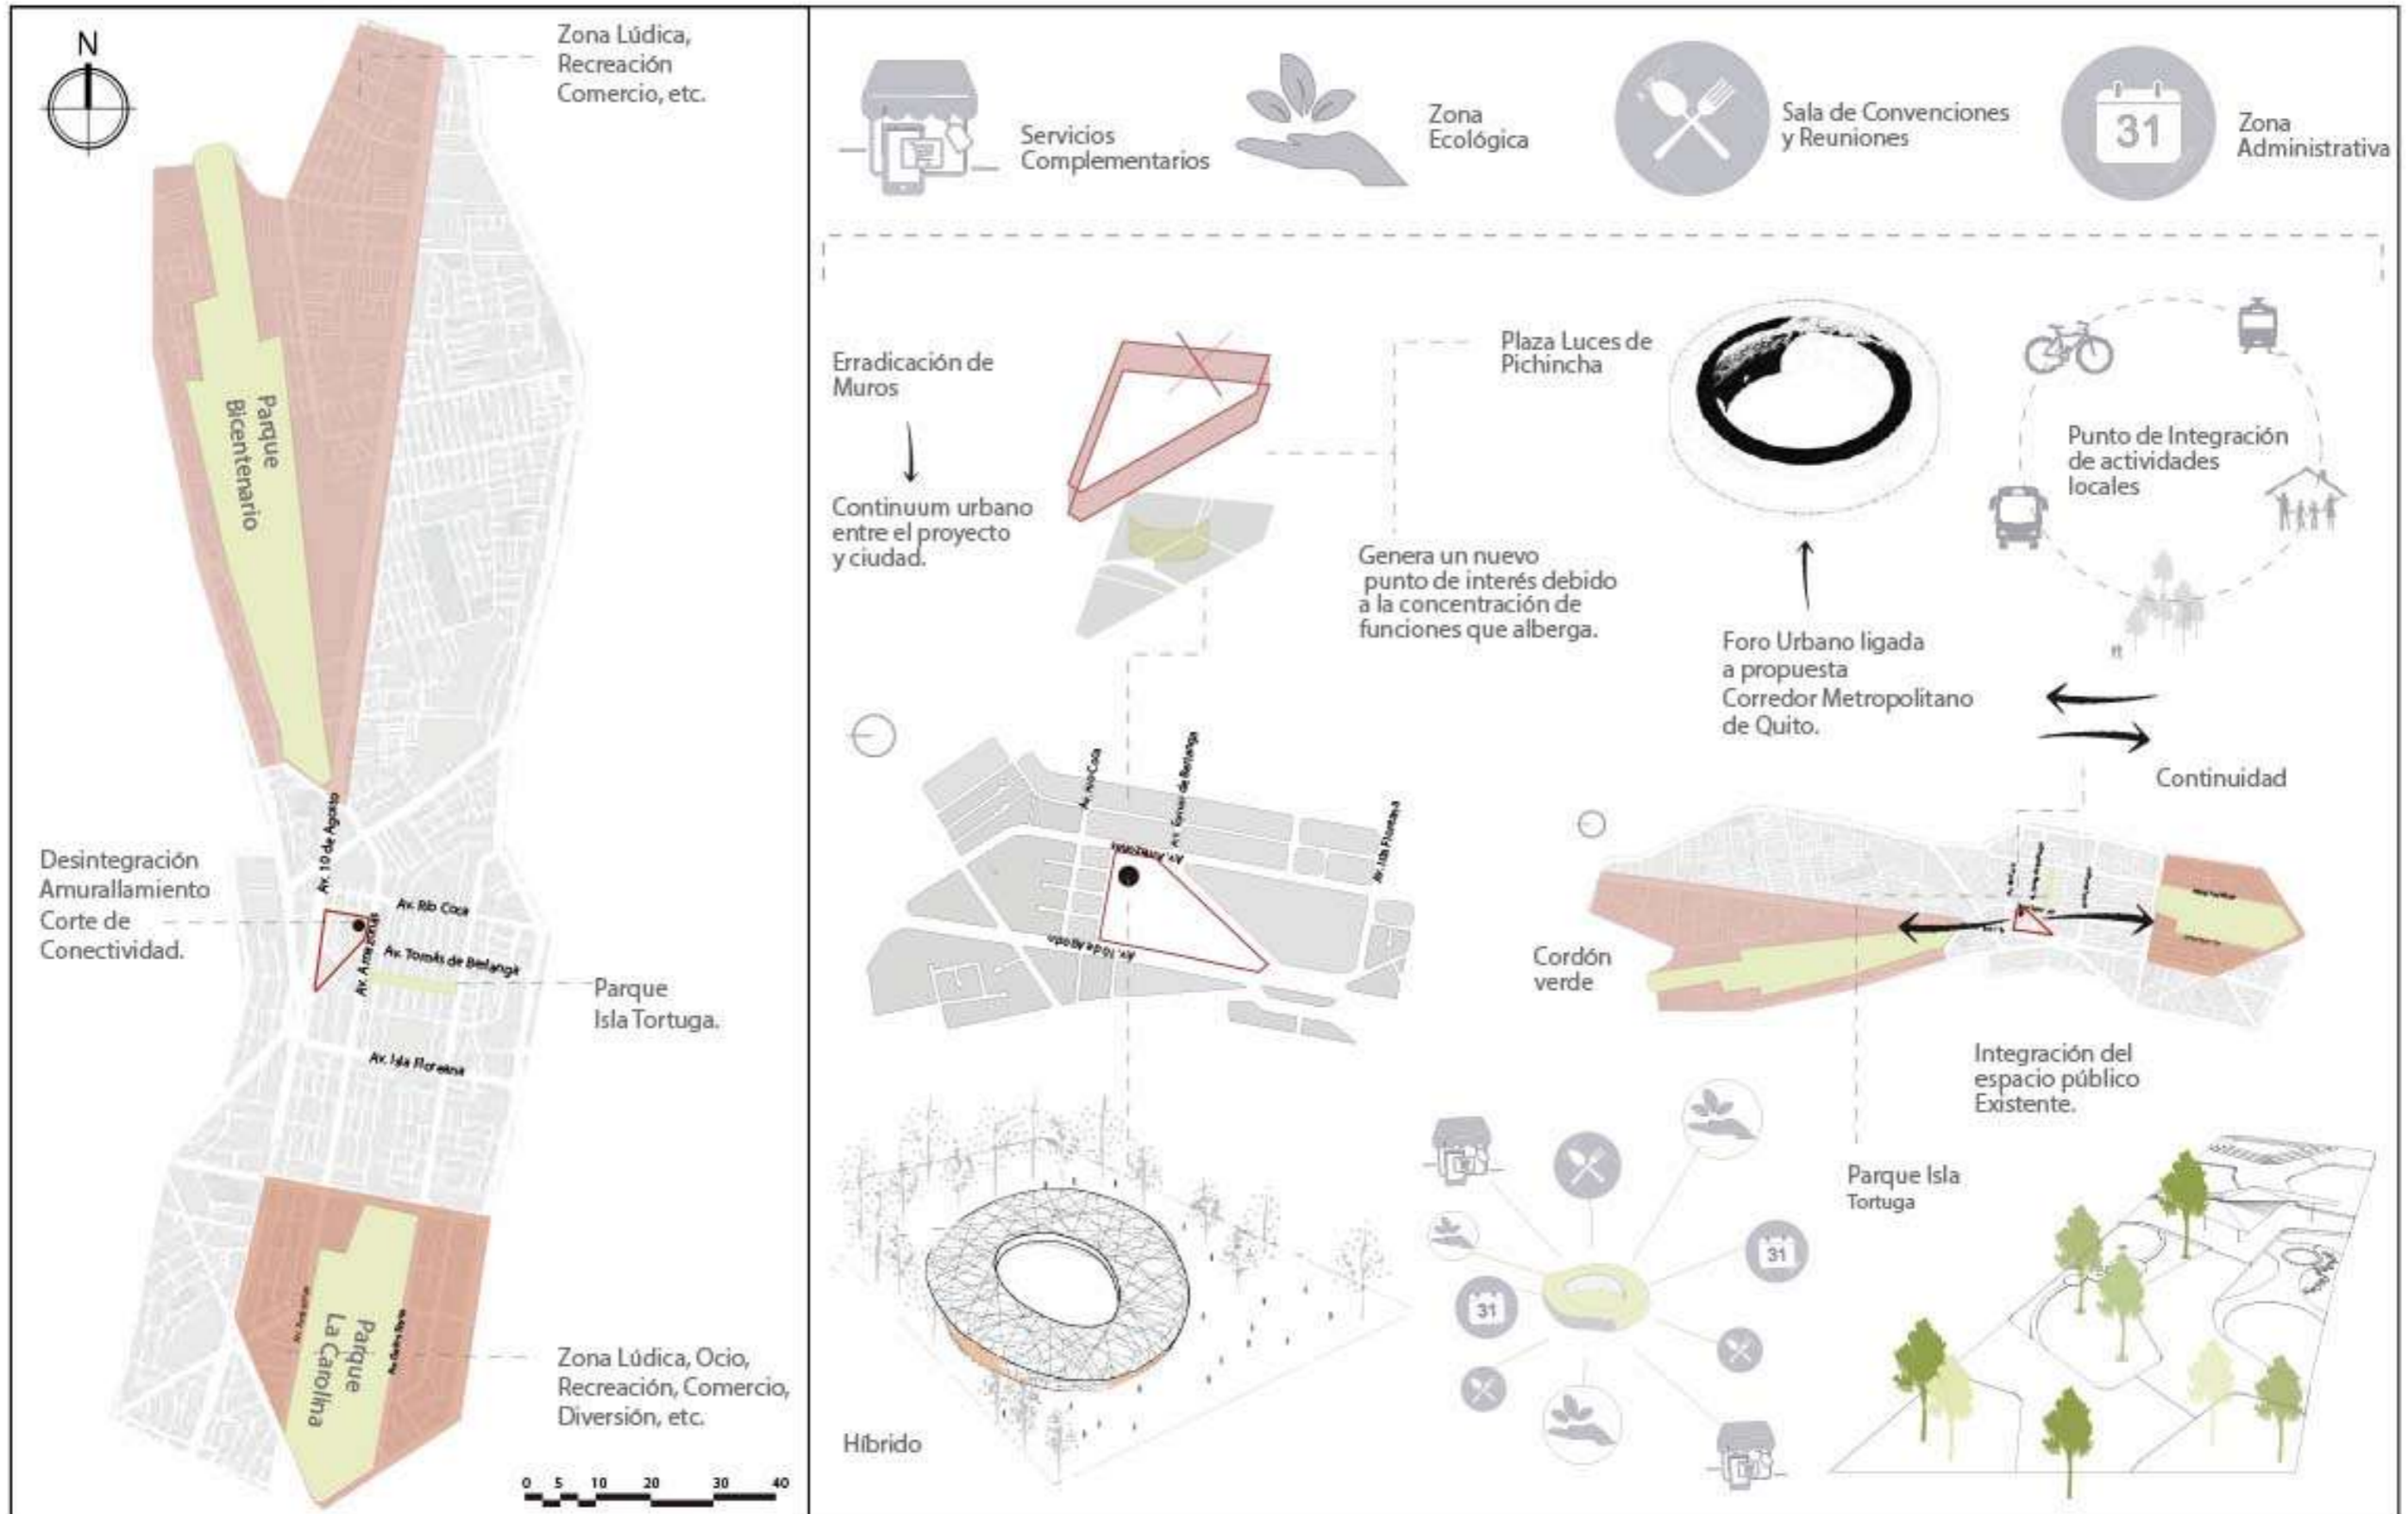 N
Zona Lúdica,
Recreación
Comercio, etc.
Parque
Bicentenario
Av. 10 de Agosto
Desintegración
Amurallamiento
Corte de
Conectividad.
Av. Río Coca
Av. Amazonas
Av. Tomás de Berlanga
Parque
Isla Tortuga.
Av. Isla Floreana
Parque
La Carolina
Zona Lúdica, Ocio,
Recreación, Comercio,
Diversión, etc.
0 5 10 20 30 40
Servicios
Complementarios
Zona
Ecológica
Sala de Convenciones
y Reuniones
31
Zona
Administrativa
Erradicación de
Muros
Continuum urbano
entre el proyecto
y ciudad.
Plaza Luces de
Pichincha
Genera un nuevo
punto de interés debido
a la concentración de
funciones que alberga.
Foro Urbano ligada
a propuesta
Corredor Metropolitano
de Quito.
Punto de Integración
de actividades
locales
Continuidad
Av. Río Coca
Av. Tomas de Berlanga
Av. Amazonas
Av. Isla Floreana
Av. 10 de Agosto
Cordón
verde
Integración del
espacio público
Existente.
Parque Isla
Tortuga
Híbrido
31
31